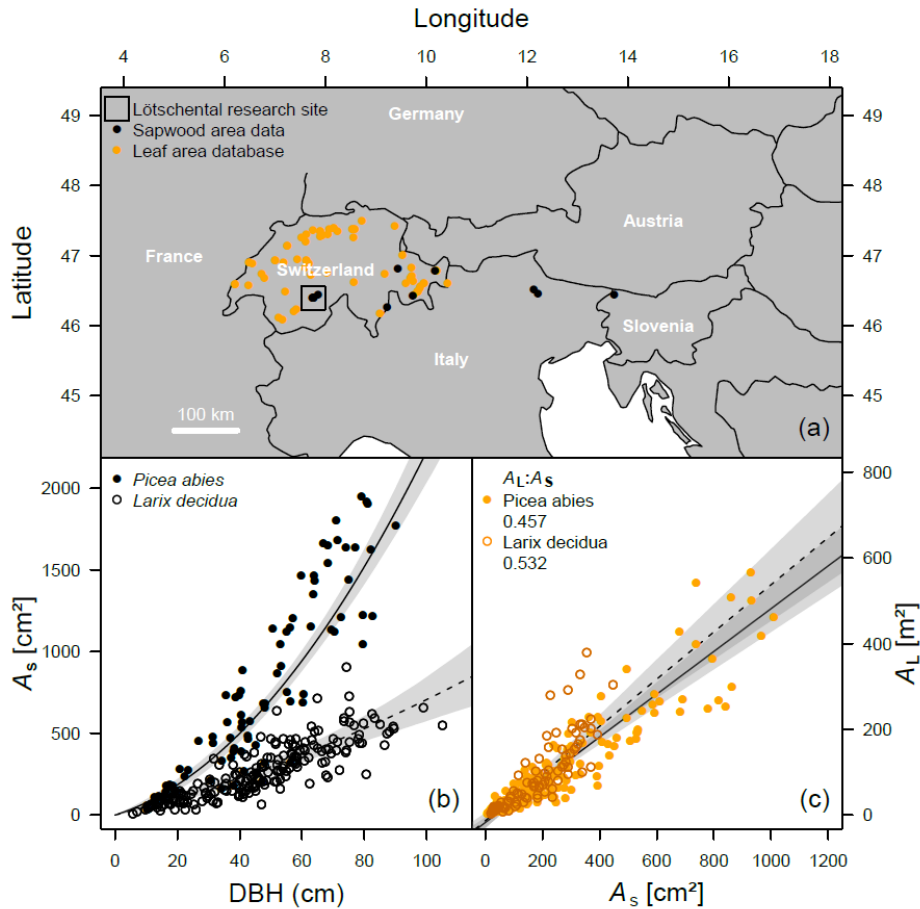 Longitude
4 6 8 10 12 14 16 18
Lötschental research site
Sapwood area data
Leaf area database
Germany
Austria
France
Switzerland
Slovenia
Italy
100 km
(a)
Latitude
49
48
47
46
45
49
48
47
46
45
Picea abies
Larix decidua
2000
1500
1000
500
0
As [cm²]
(b)
0 20 40 60 80 100
DBH (cm)
AL:As
Picea abies
0.457
Larix decidua
0.532
(c)
800
600
400
200
0
AL [m²]
0 200 400 600 800 1000 1200
As [cm²]